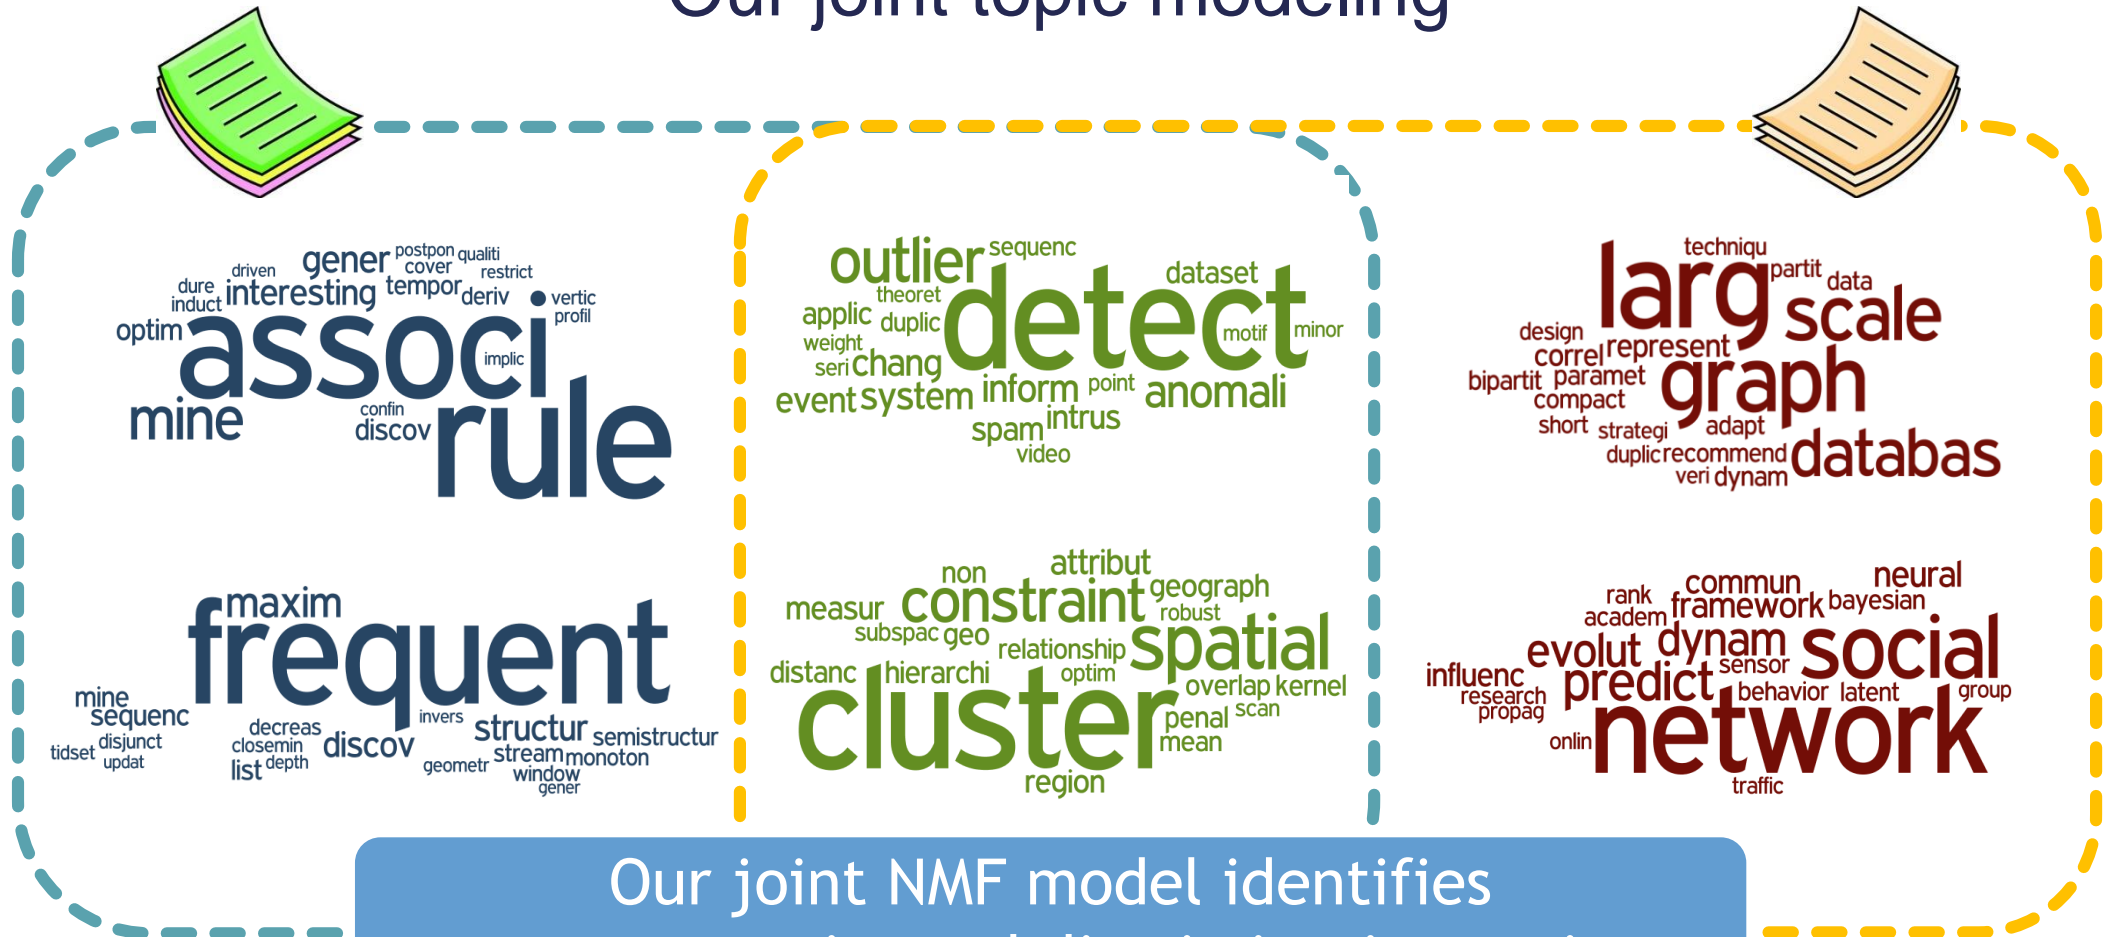 Our joint topic modeling
gener postpon qualiti
driven cover restrict
dure interesting tempor deriv vertic
induct profil
optim associ implic
mine confin rule
discov
maxim
frequent
mine
sequenc decreas invers structur semistructur
tidset disjunct closemin discov stream monoton
updat list depth geometr window
gener
outlier sequenc
theoret detect dataset
applic duplic motif minor
weight
seri chang
event system inform point anomali
spam intrus
video
non attribut
measur constraint geograph
subspac geo robust
relationship spatial
distanc hierarchi optim
cluster overlap kernel
penal scan
mean
region
techniqu
larg partit data
design scale
correl represent
bipartit paramet graph
compact
short strategi adapt
duplic recommend databas
veri dynam
rank commun neural
academ framework bayesian
evolut dynam social
influenc predict sensor
research behavior latent group
propag
onlin network
traffic
Our joint NMF model identifies